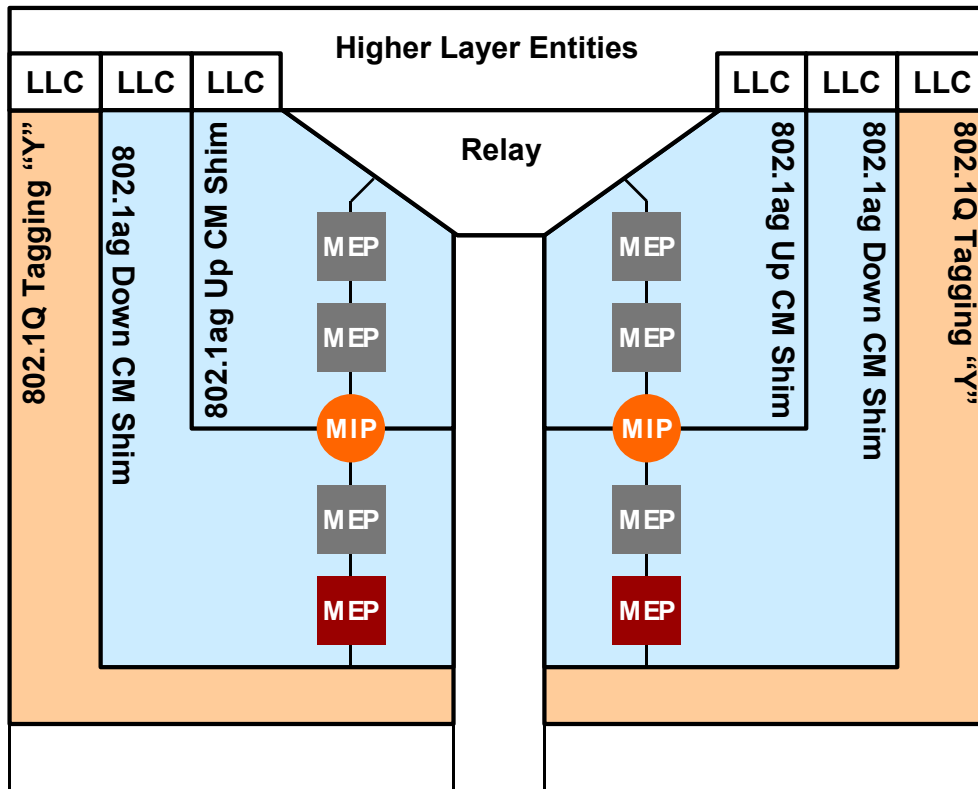 Higher Layer Entities
LLC
LLC
LLC
LLC
LLC
LLC
Relay
802.1Q Tagging “Y”
802.1ag Down CM Shim
802.1ag Up CM Shim
802.1ag Up CM Shim
802.1ag Down CM Shim
802.1Q Tagging “Y”
MEP
MEP
MEP
MEP
MIP
MIP
MEP
MEP
MEP
MEP